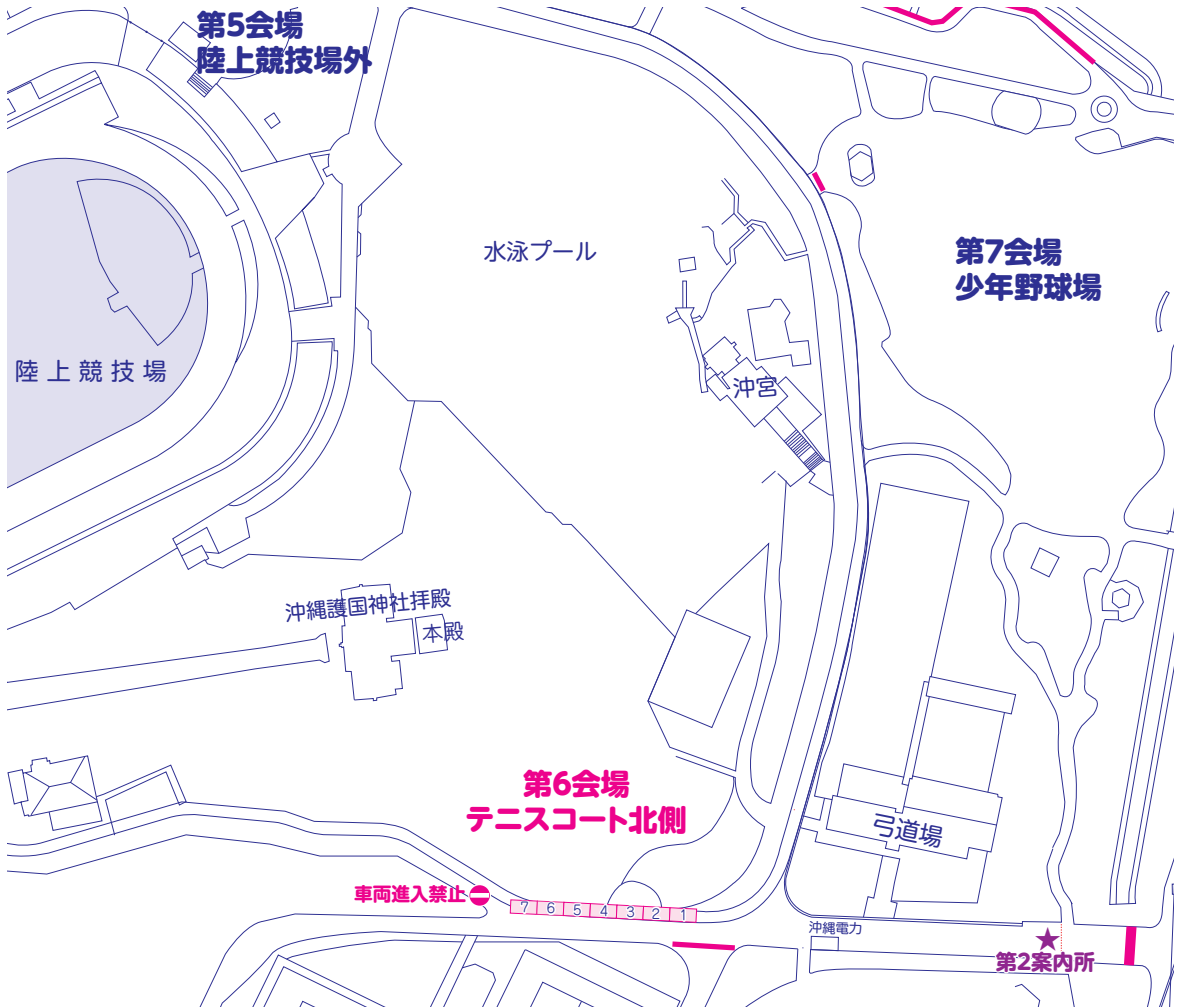 第5会場
陸上競技場外
水泳プール
第7会場
少年野球場
陸上競技場
沖宮
沖縄護国神社拝殿
本殿
第6会場
テニスコート北側
弓道場
車両進入禁止
7 6 5 4 3 2 1
沖縄電力
第2案内所